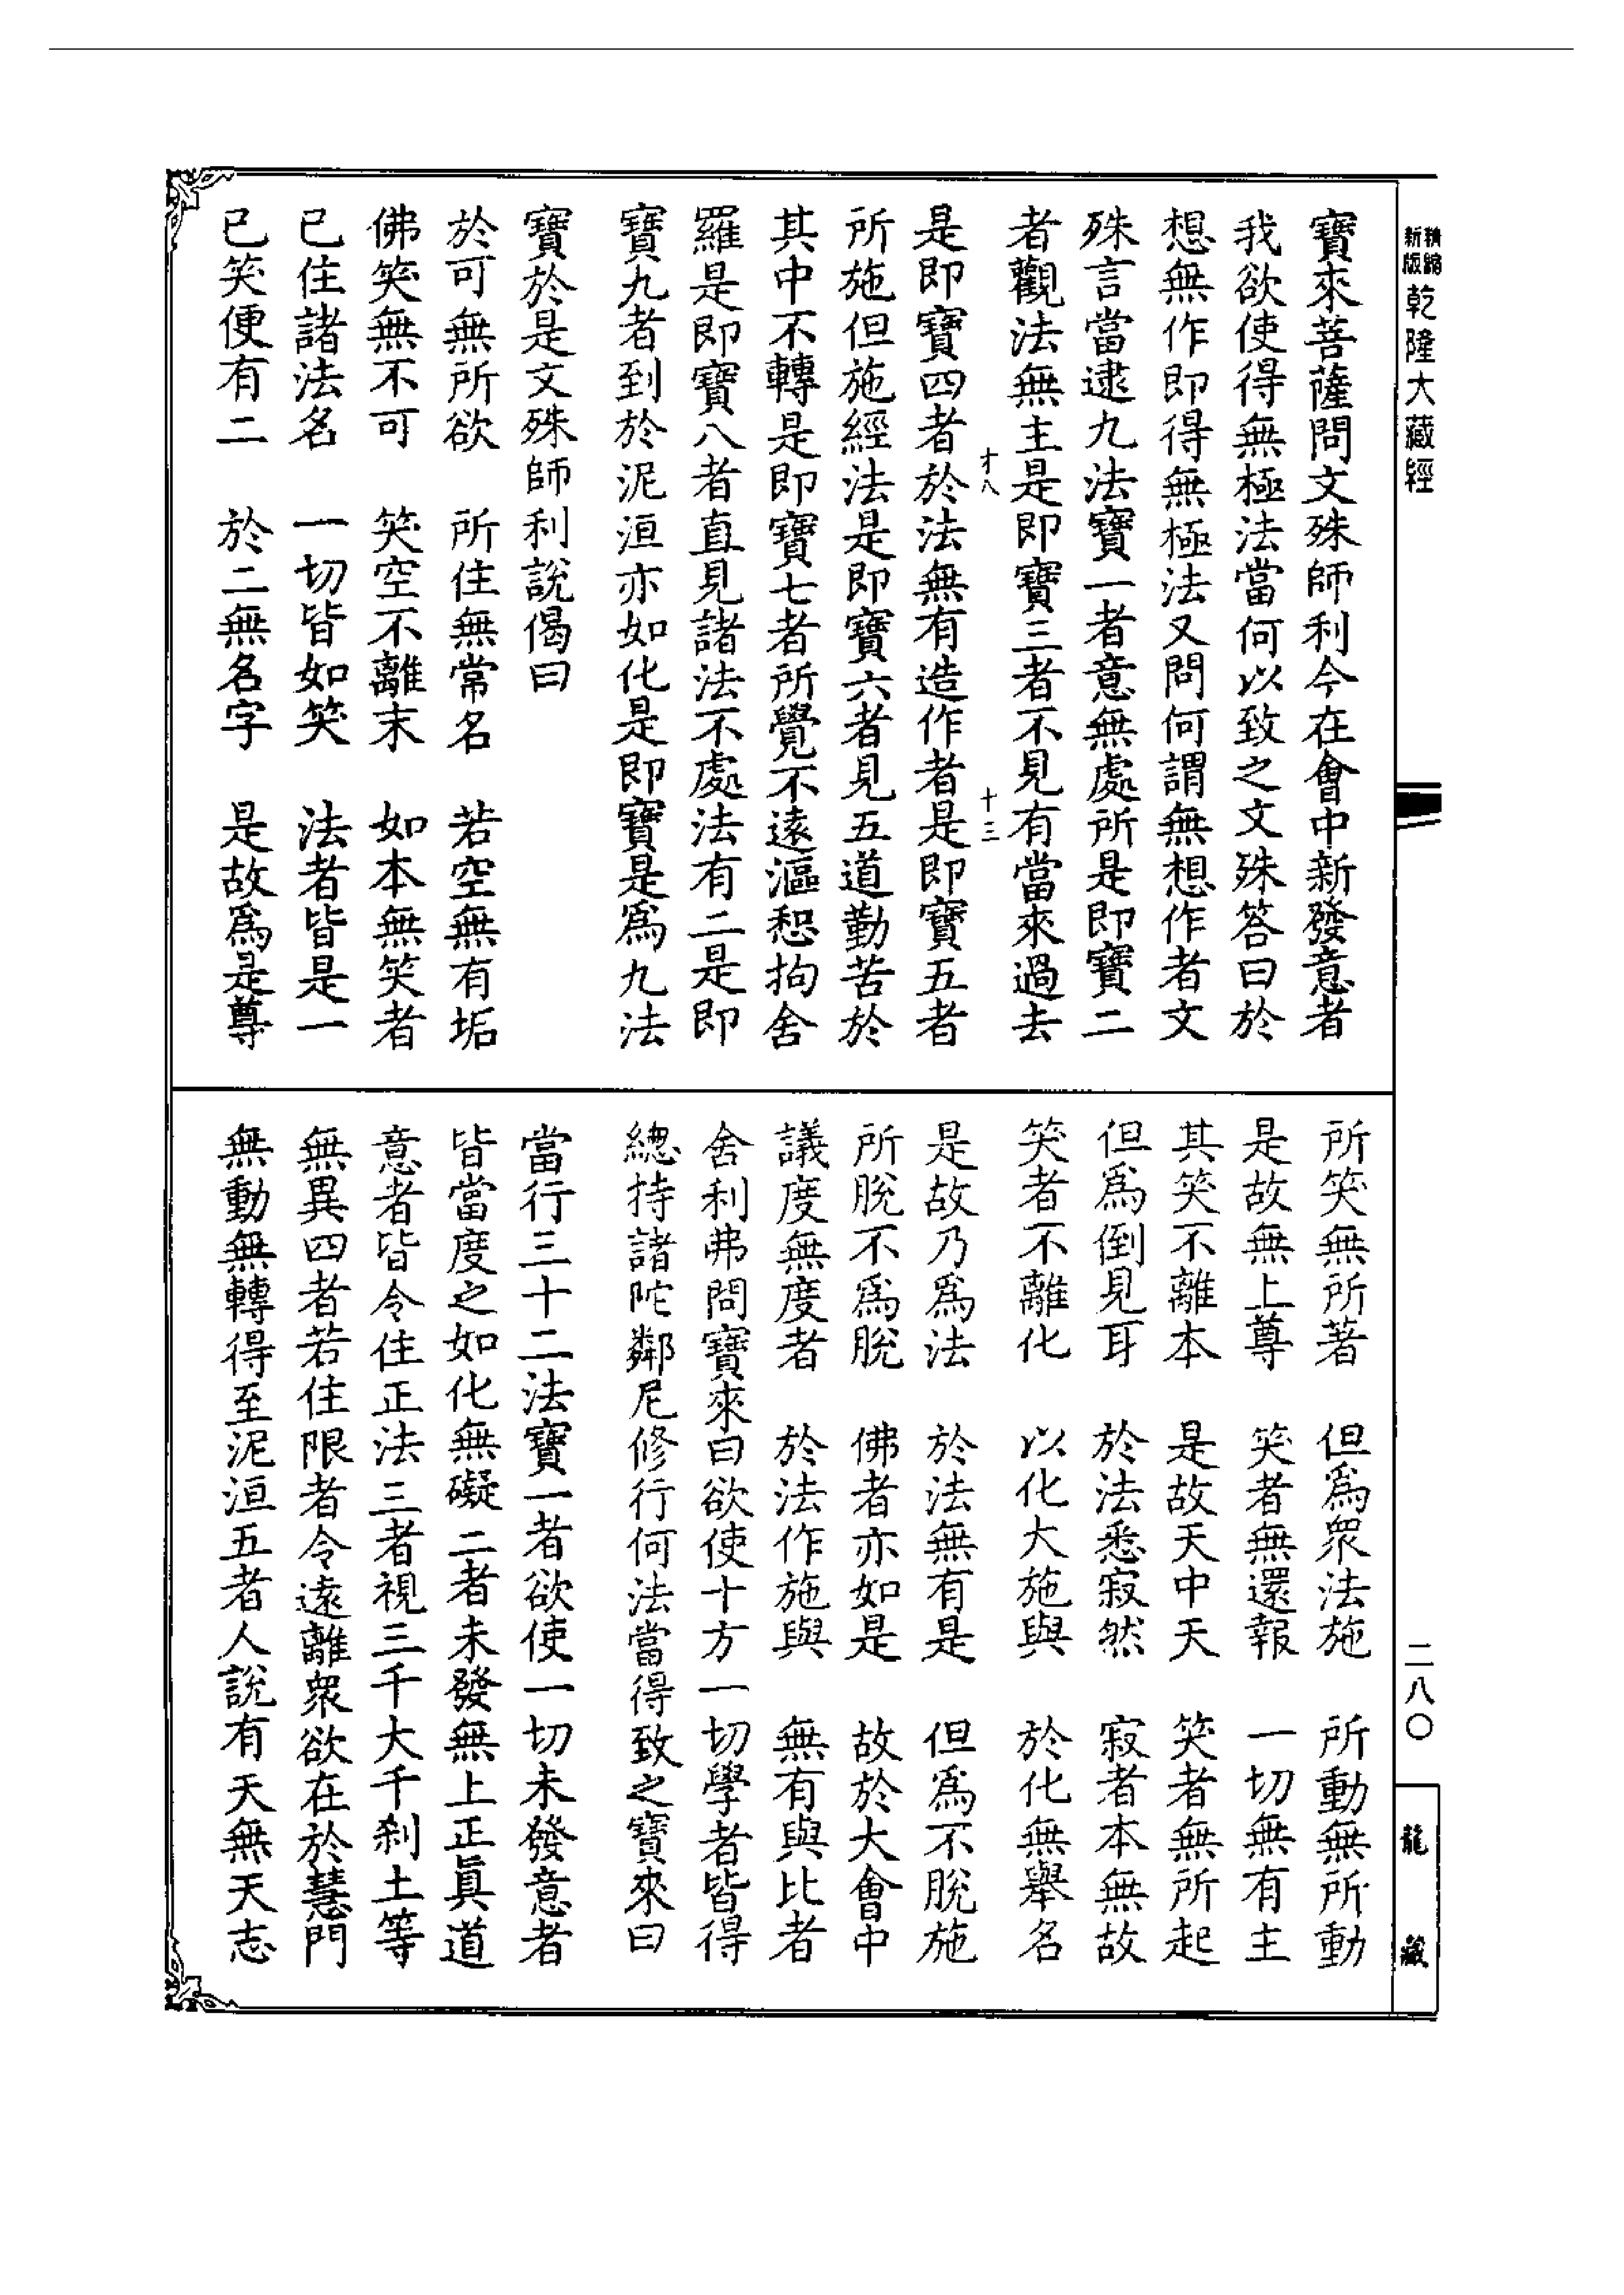 精縮
新版
乾隆大藏經
寶來菩薩問文殊師利今在會中新發意者
我欲使得無極法當何以致之文殊答曰於
想無作即得無極法又問何謂無想作者文
殊言當逮九法寶一者意無處所是即寶二
者觀法無主是即寶三者不見有當來過去
才八 十三
是即寶四者於法無有造作者是即寶五者
所施但施經法是即寶六者見五道勤苦於
其中不轉是即寶七者所覺不遠漚惒拘舍
羅是即寶八者直見諸法不處法有二是即
寶九者到於泥洹亦如化是即寶是為九法
寶於是文殊師利說偈曰
於可無所欲 所住無常名 若空無有垢
佛笑無不可 笑空不離末 如本無笑者
已住諸法名 一切皆如笑 法者皆是一
已笑便有二 於二無名字 是故為是尊
所笑無所著 但為眾法施 所動無所動
是故無上尊 笑者無還報 一切無有主
其笑不離本 是故天中天 笑者無所起
但為倒見耳 於法悉寂然 寂者本無故
笑者不離化 以化大施與 於化無舉名
是故乃為法 於法無有是 但為不脫施
所脫不為脫 佛者亦如是 故於大會中
議度無度者 於法作施與 無有與比者
舍利弗問寶來曰欲使十方一切學者皆得
總持諸陀鄰尼修行何法當得致之寶來曰
當行三十二法寶一者欲使一切未發意者
皆當度之如化無礙二者未發無上正真道
意者皆令住正法三者視三千大千剎土等
無異四者若住限者令遠離眾欲在於慧門
無動無轉得至泥洹五者人說有天無天志
二八〇
龍藏